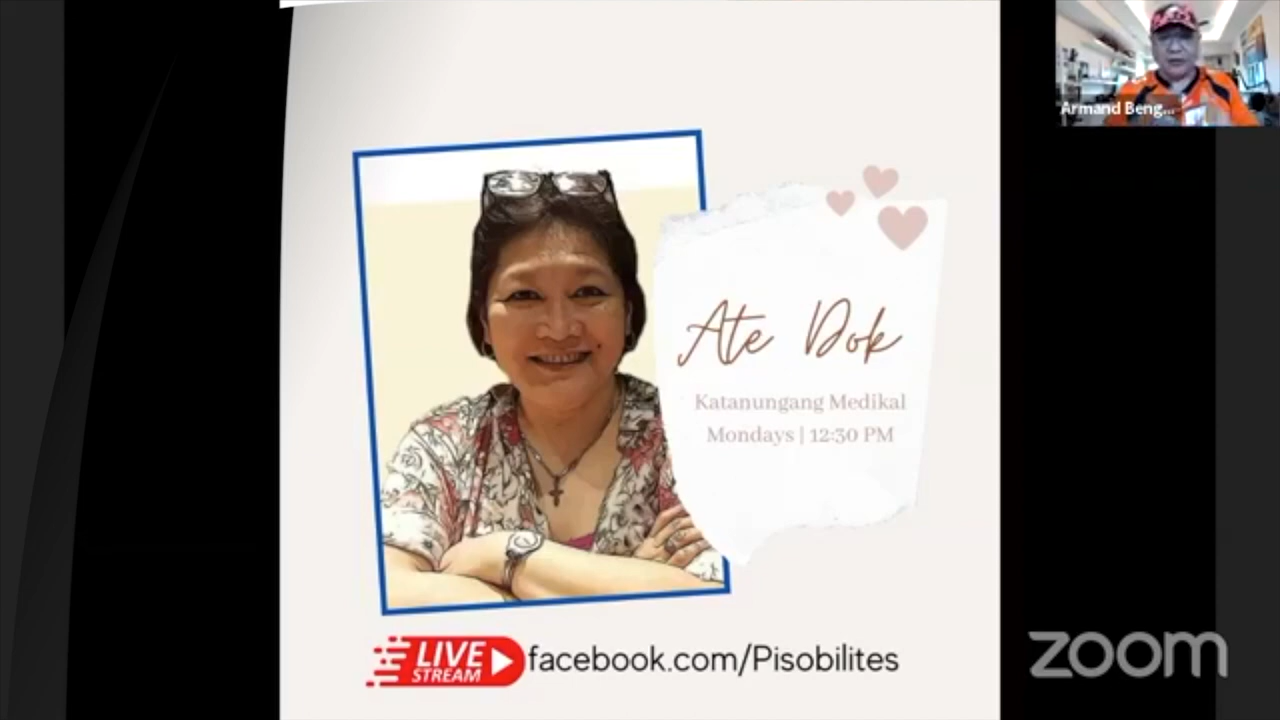 Armand Beng...
Ate Dok
Katanungang Medikal
Mondays | 12:30 PM
LIVE
STREAM
facebook.com/Pisobilites
zoom